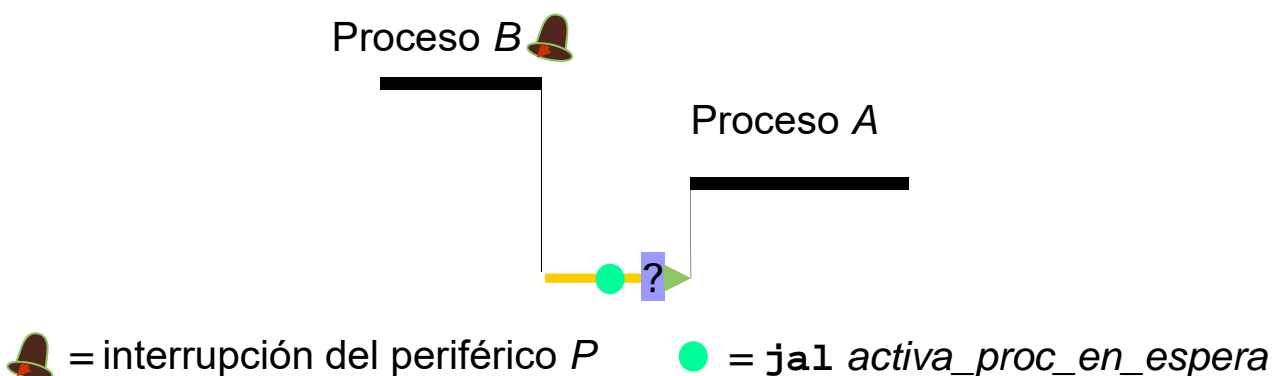 Proceso B
Proceso A
?
= interrupción del periférico P
= jal activa_proc_en_espera